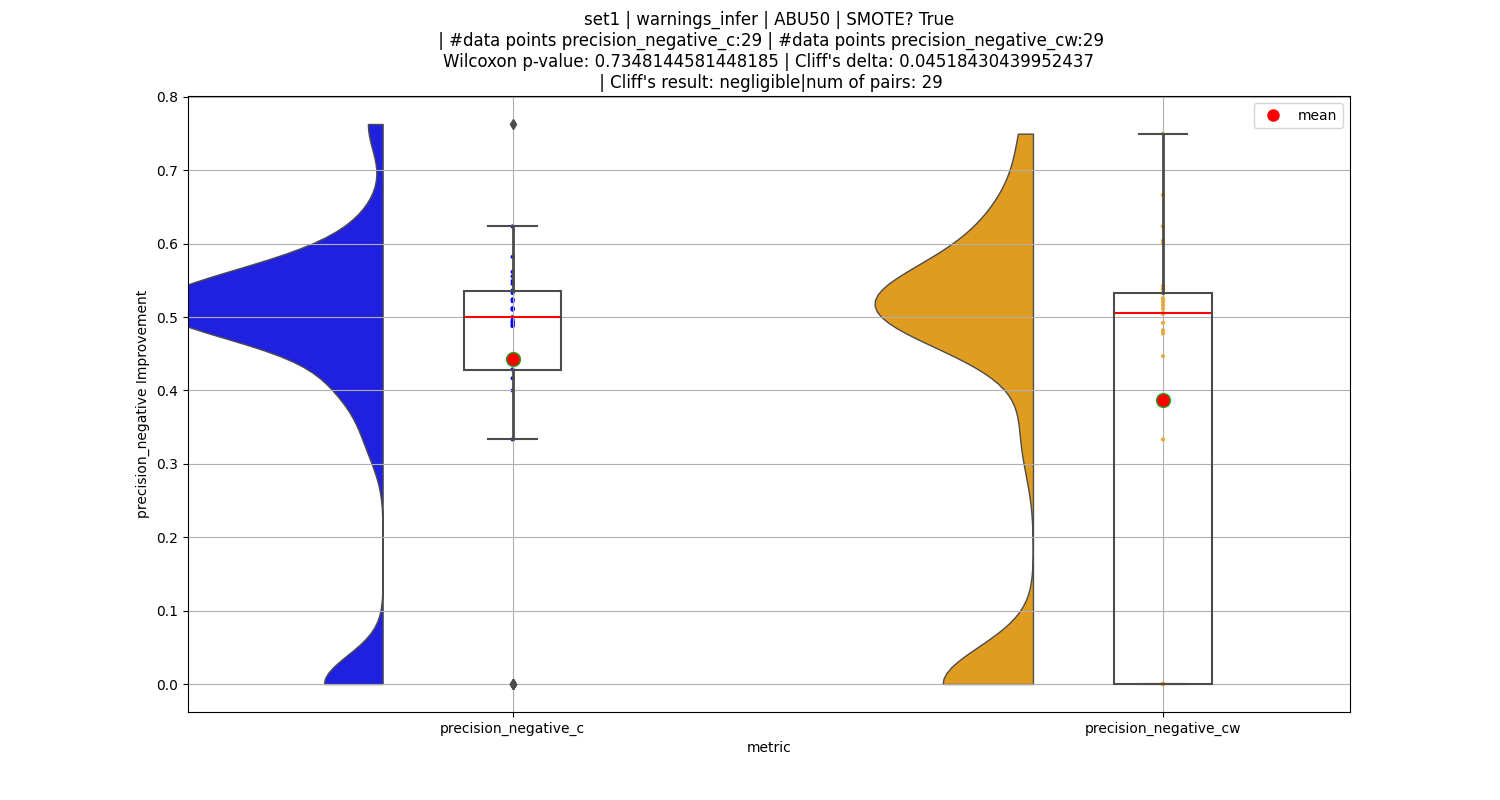 set1 | warnings_infer | ABU50 | SMOTE? True
| #data points precision_negative_c:29 | #data points precision_negative_cw:29
Wilcoxon p-value: 0.7348144581448185 | Cliff's delta: 0.04518430439952437
| Cliff's result: negligible|num of pairs: 29
mean
0.8
0.7
0.6
0.5
0.4
0.3
0.2
0.1
0.0
precision_negative Improvement
precision_negative_c
precision_negative_cw
metric